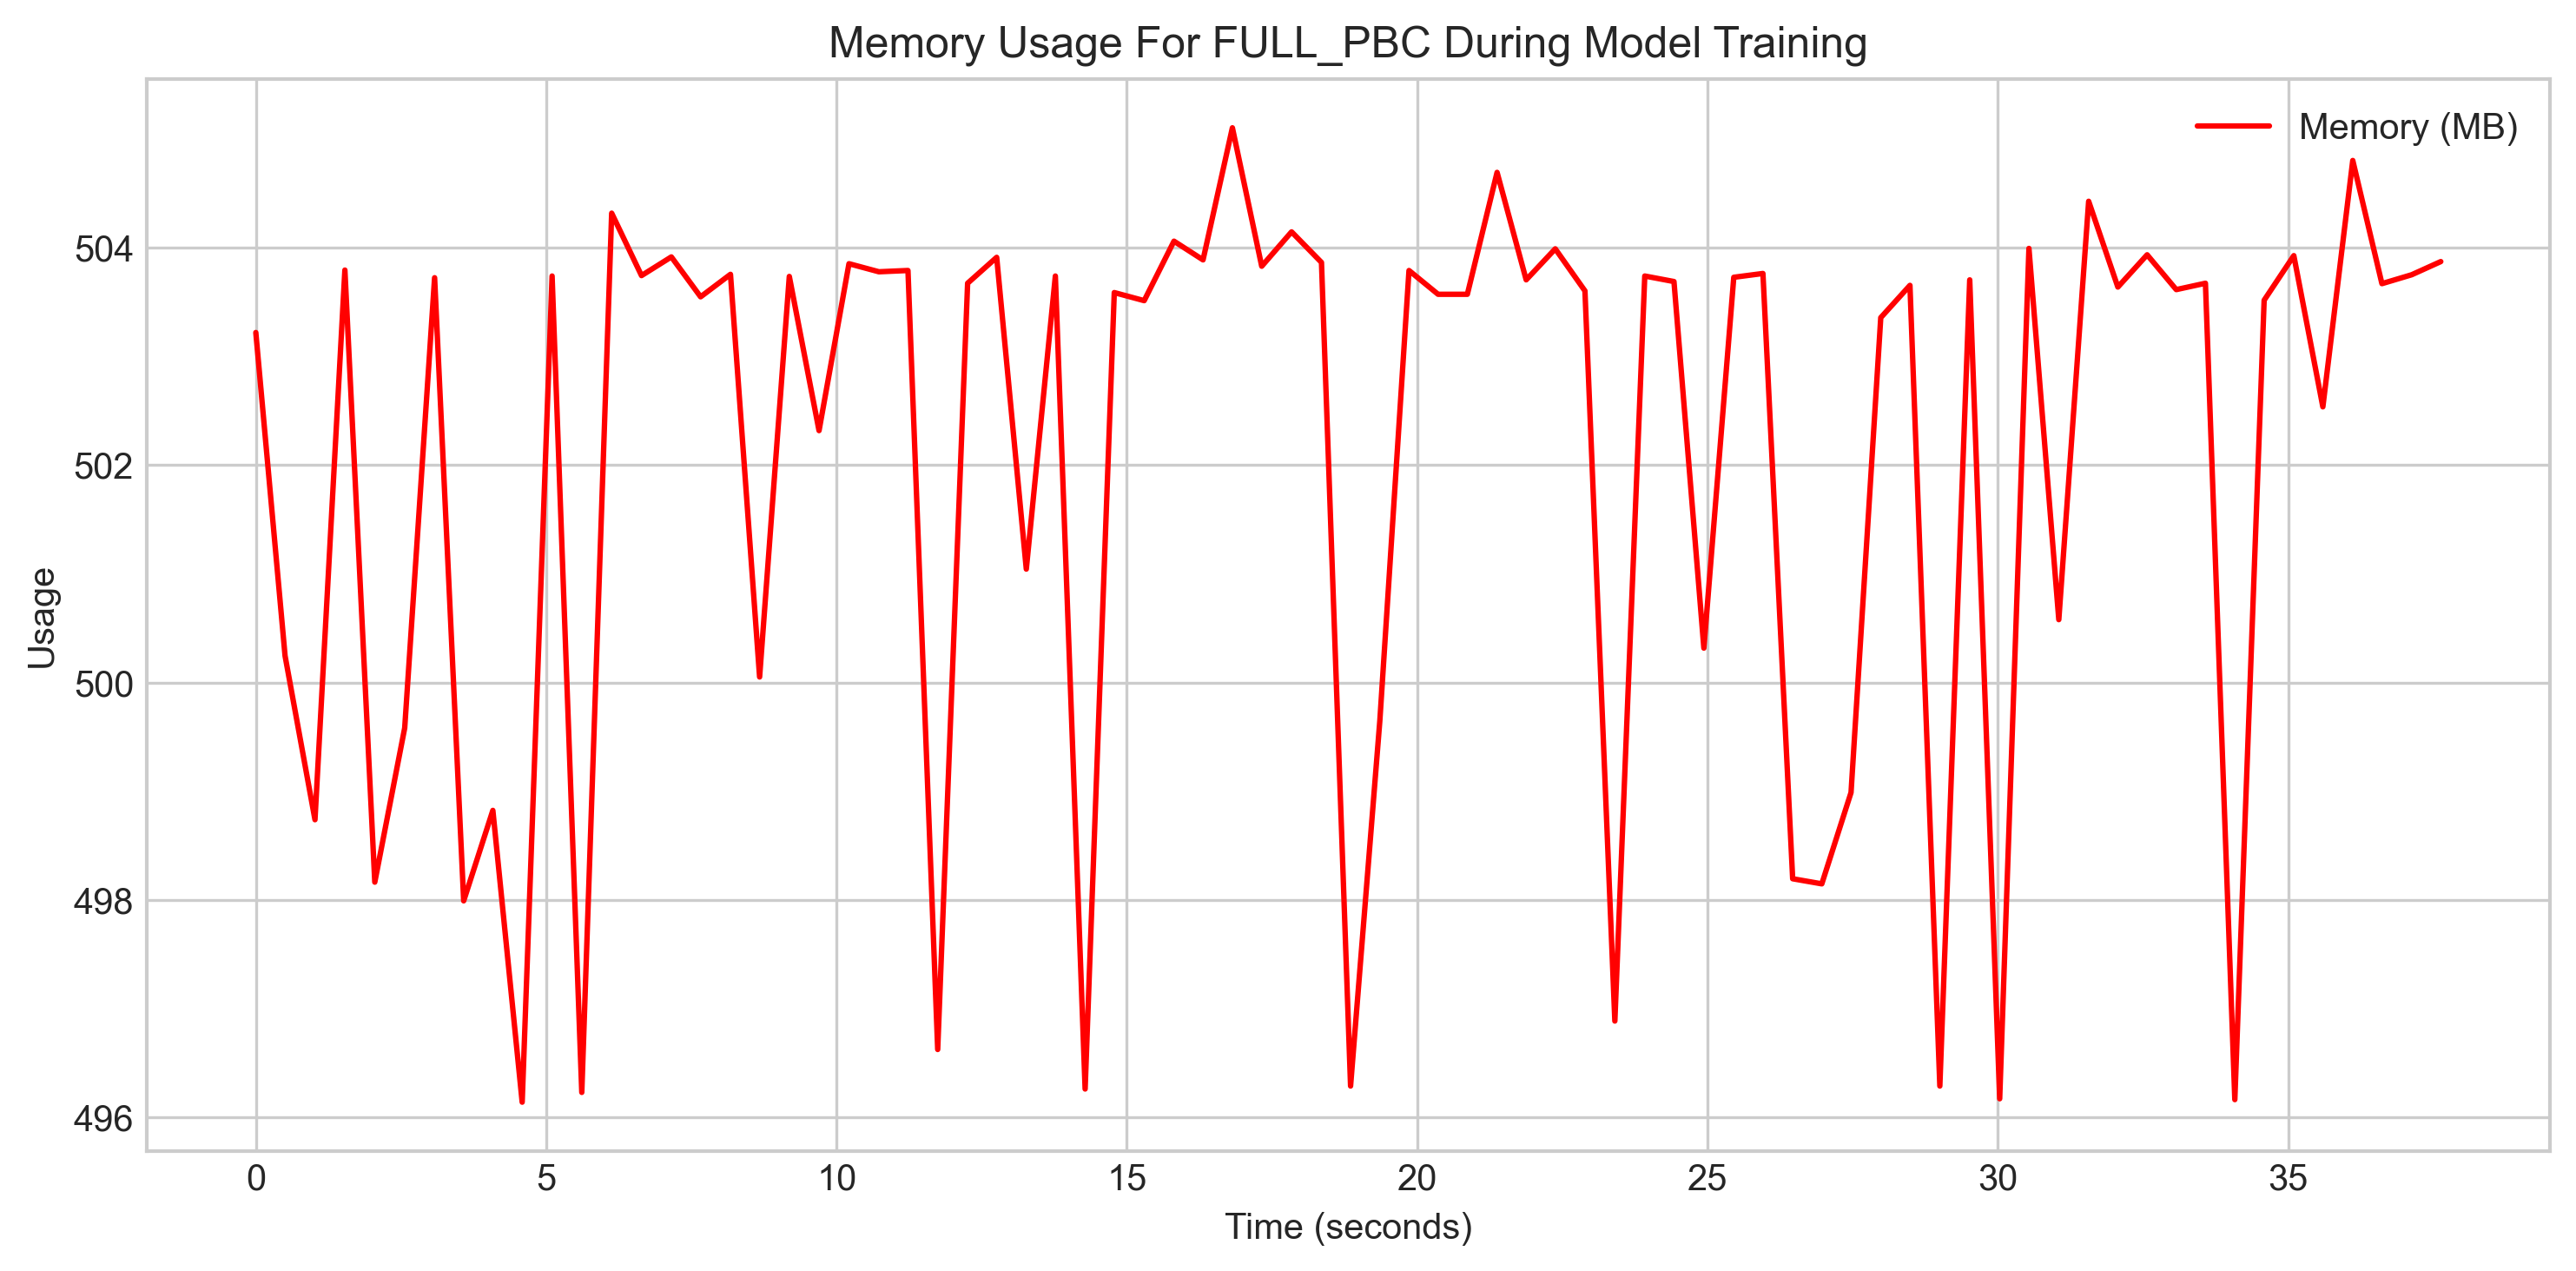 Memory Usage For FULL_PBC During Model Training
Memory (MB)
504
502
500
498
496
Usage
0 5 10 15 20 25 30 35
Time (seconds)